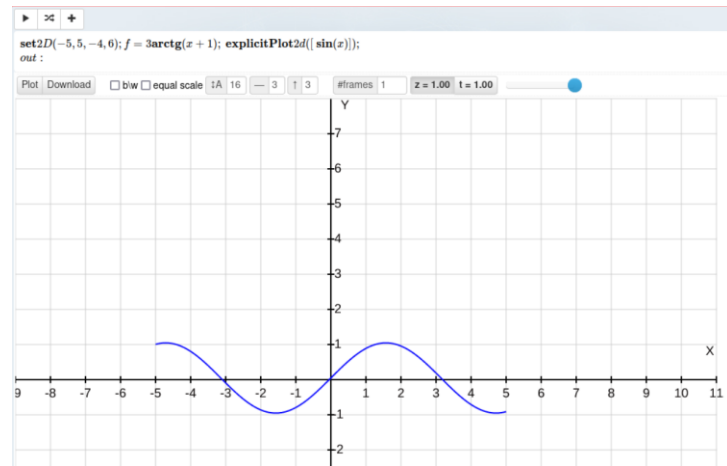 set2D(−5, 5, −4, 6); f = 3arctg(x + 1); explicitPlot2d([ sin(x)]);
out :
Plot Download b\w equal scale ↕A 16 — 3 ↑ 3 #frames 1 z = 1.00 t = 1.00
Y
7
6
5
4
3
2
1
X
9 -8 -7 -6 -5 -4 -3 -2 -1 1 2 3 4 5 6 7 8 9 10 11
-1
-2